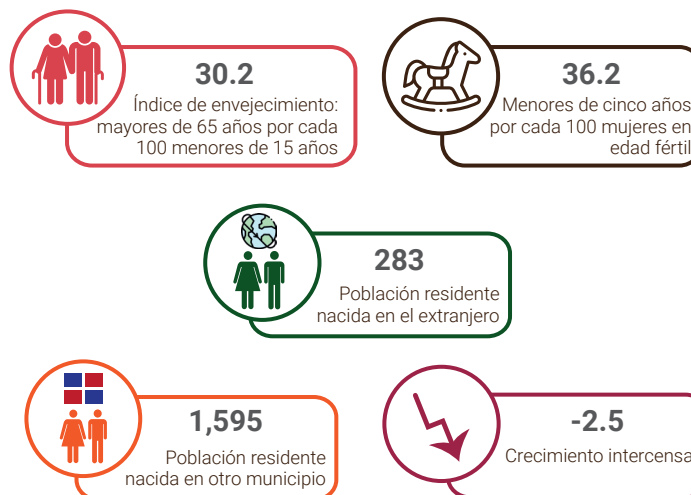 30.2
Índice de envejecimiento:
mayores de 65 años por cada
100 menores de 15 años
36.2
Menores de cinco años
por cada 100 mujeres en
edad fértil
283
Población residente
nacida en el extranjero
1,595
Población residente
nacida en otro municipio
-2.5
Crecimiento intercensa